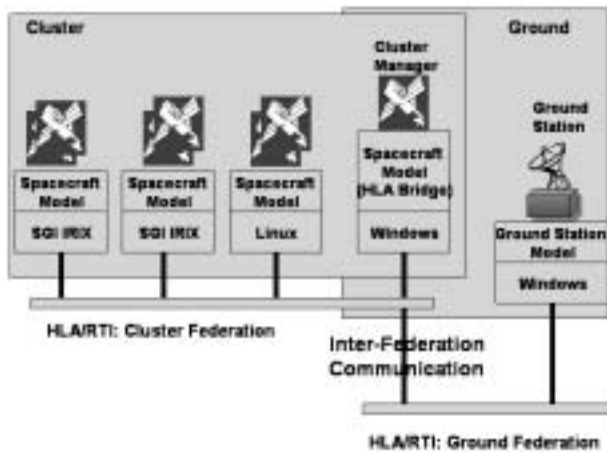 Cluster
Ground
Cluster
Manager
Ground
Station
Spacecraft
Model
SGI IRIX
Spacecraft
Model
SGI IRIX
Spacecraft
Model
Linux
Spacecraft
Model
(HLA Bridge)
Windows
Ground Station
Model
Windows
HLA/RTI: Cluster Federation
Inter-Federation
Communication
HLA/RTI: Ground Federation